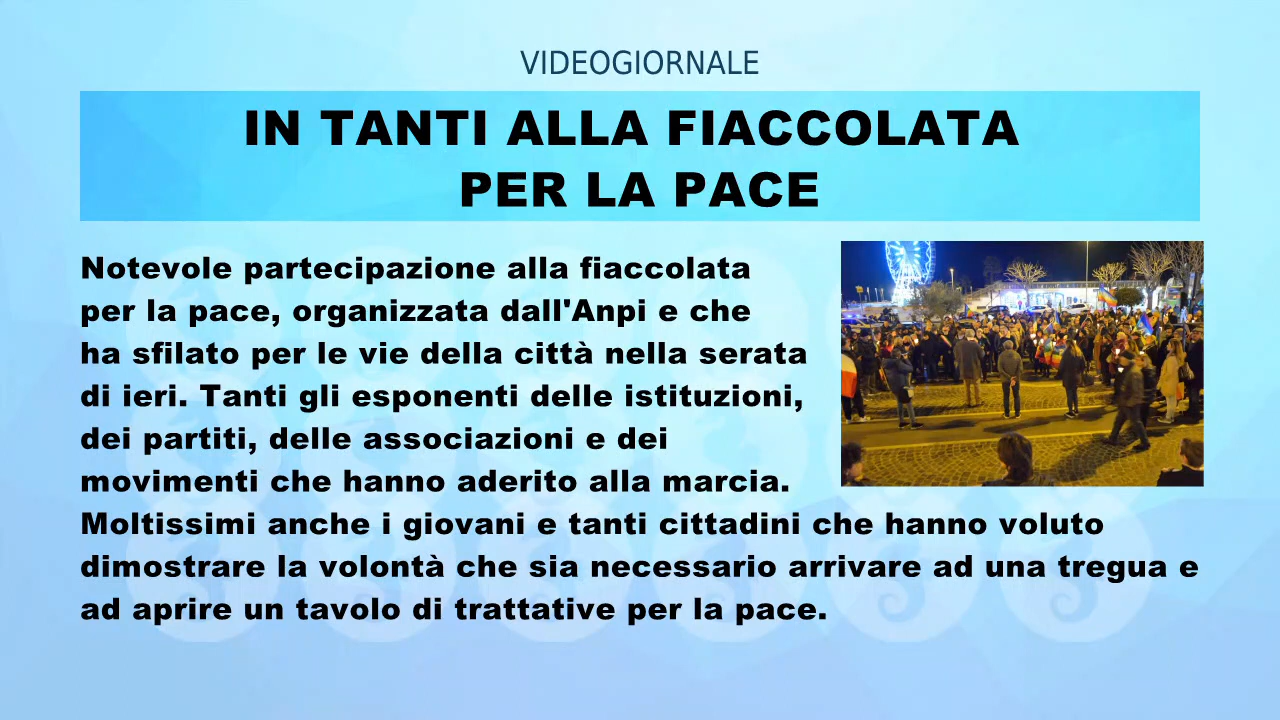 VIDEOGIORNALE
IN TANTI ALLA FIACCOLATA
PER LA PACE
Notevole partecipazione alla fiaccolata
per la pace, organizzata dall'Anpi e che
ha sfilato per le vie della città nella serata
di ieri. Tanti gli esponenti delle istituzioni,
dei partiti, delle associazioni e dei
movimenti che hanno aderito alla marcia.
Moltissimi anche i giovani e tanti cittadini che hanno voluto
dimostrare la volontà che sia necessario arrivare ad una tregua e
ad aprire un tavolo di trattative per la pace.